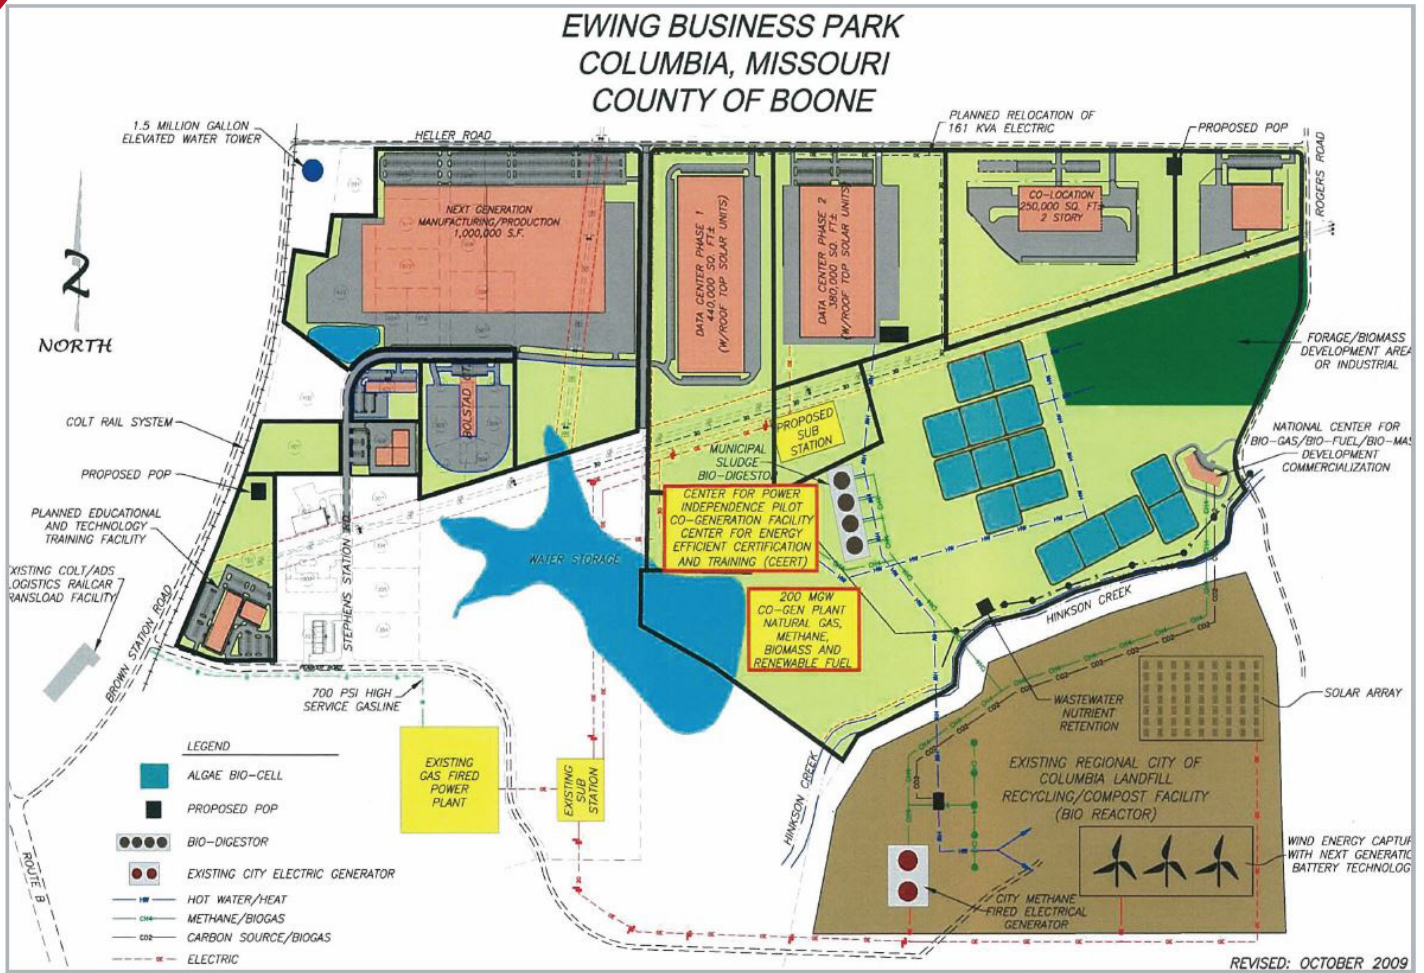 EWING BUSINESS PARK
COLUMBIA, MISSOURI
COUNTY OF BOONE
1.5 MILLION GALLON
ELEVATED WATER TOWER
HELLER ROAD
PLANNED RELOCATION OF
161 KVA ELECTRIC
PROPOSED POP
ROGERS ROAD
NORTH
NEXT GENERATION
MANUFACTURING/PRODUCTION
1,000,000 S.F.
DATA CENTER PHASE 1
440,000 SQ. FT±
(W/ROOF TOP SOLAR UNITS)
DATA CENTER PHASE 2
380,000 SQ. FT±
(W/ROOF TOP SOLAR UNITS)
CO-LOCATION
250,000 SQ. FT±
2 STORY
FORAGE/BIOMASS
DEVELOPMENT AREA
OR INDUSTRIAL
COLT RAIL SYSTEM
BOLSTAD
PROPOSED
SUB
STATION
NATIONAL CENTER FOR
BIO-GAS/BIO-FUEL/BIO-MAS
DEVELOPMENT
COMMERCIALIZATION
PROPOSED POP
MUNICIPAL
SLUDGE
BIO-DIGESTO
PLANNED EDUCATIONAL
AND TECHNOLOGY
TRAINING FACILITY
CENTER FOR POWER
INDEPENDENCE PILOT
CO-GENERATION FACILITY
CENTER FOR ENERGY
EFFICIENT CERTIFICATION
AND TRAINING (CEERT)
WATER STORAGE
STEPHENS STATION RD.
XISTING COLT/ADS
OGISTICS RAILCAR
RANSLOAD FACILITY
BROWN STATION ROAD
200 MGW
CO-GEN PLANT
NATURAL GAS,
METHANE,
BIOMASS AND
RENEWABLE FUEL
HINKSON CREEK
700 PSI HIGH
SERVICE GASLINE
WASTEWATER
NUTRIENT
RETENTION
SOLAR ARRAY
LEGEND
ALGAE BIO-CELL
PROPOSED POP
BIO-DIGESTOR
EXISTING CITY ELECTRIC GENERATOR
HW HOT WATER/HEAT
CH4 METHANE/BIOGAS
CO2 CARBON SOURCE/BIOGAS
OE ELECTRIC
EXISTING
GAS FIRED
POWER
PLANT
EXISTING
SUB
STATION
HINKSON CREEK
EXISTING REGIONAL CITY OF
COLUMBIA LANDFILL
RECYCLING/COMPOST FACILITY
(BIO REACTOR)
WIND ENERGY CAPTUR
WITH NEXT GENERATIO
BATTERY TECHNOLOG
CITY METHANE
FIRED ELECTRICAL
GENERATOR
ROUTE B
REVISED: OCTOBER 2009